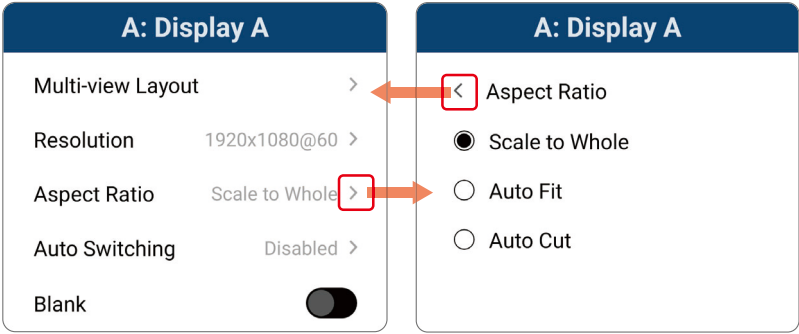 A: Display A
Multi-view Layout
Resolution 1920x1080@60
Aspect Ratio Scale to Whole
Auto Switching Disabled
Blank
A: Display A
Aspect Ratio
Scale to Whole
Auto Fit
Auto Cut